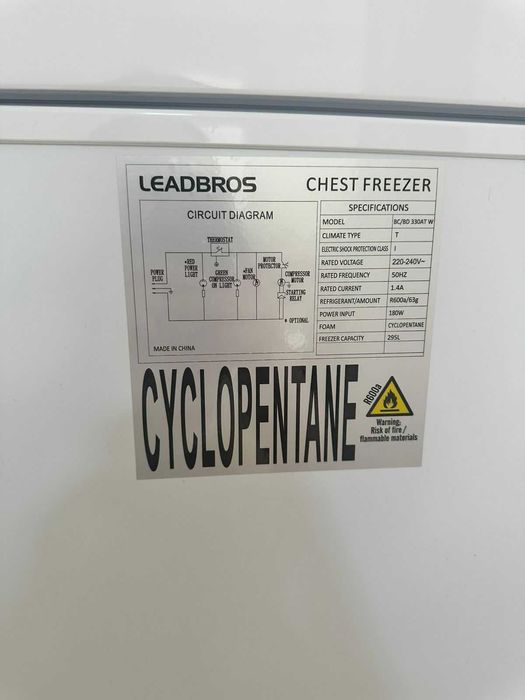 LEADBROS CHEST FREEZER
CIRCUIT DIAGRAM
THERMOSTAT
*RED
POWER
LIGHT
GREEN
COMPRESSOR
ON LIGHT
*FAN
MOTOR
MOTOR
PROTECTOR
COMPRESSOR
MOTOR
STARTING
RELAY
POWER
PLUG
* OPTIONAL
MADE IN CHINA
SPECIFICATIONS
MODEL BC/BD 330AT W
CLIMATE TYPE T
ELECTRIC SHOCK PROTECTION CLASS I
RATED VOLTAGE 220-240V~
RATED FREQUENCY 50HZ
RATED CURRENT 1.4A
REFRIGERANT/AMOUNT R600a/63g
POWER INPUT 180W
FOAM CYCLOPENTANE
FREEZER CAPACITY 295L
CYCLOPENTANE
R600a
Warning:
Risk of fire/
flammable materials